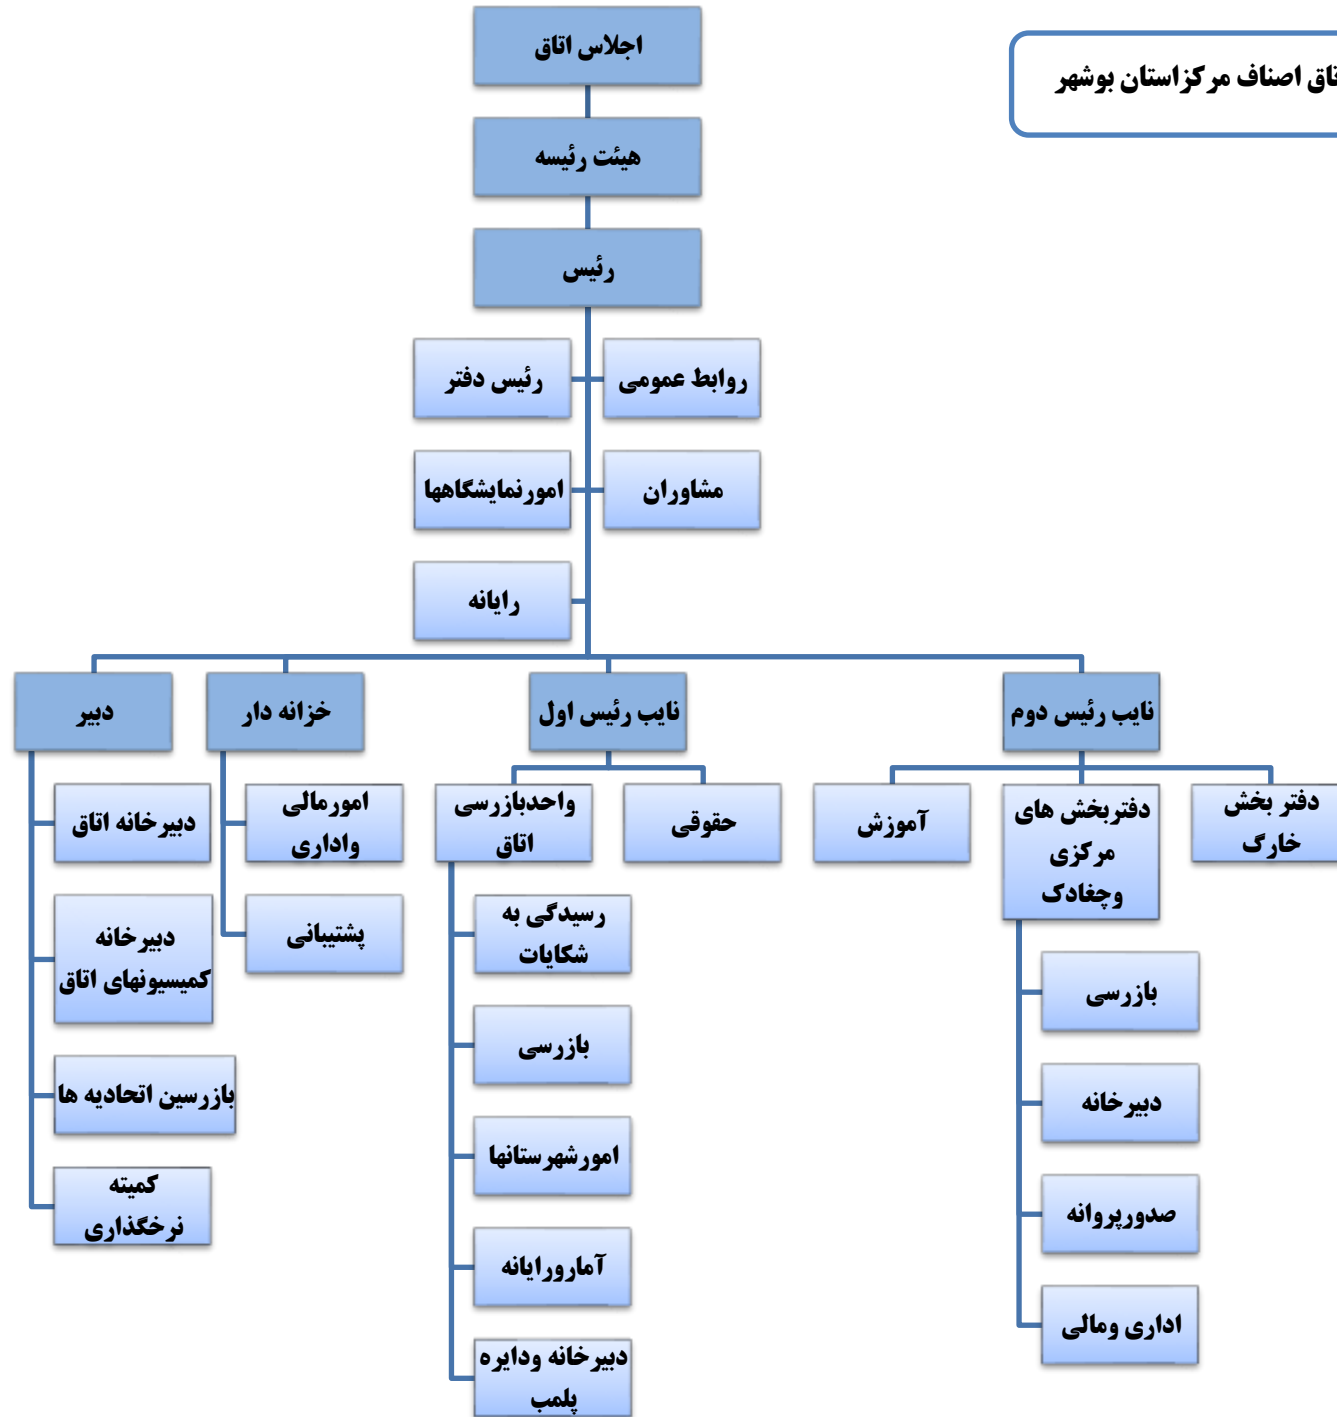 اجلاس اتاق
تاق اصناف مرکزاستان بوشهر
هیئت رئیسه
رئیس
روابط عمومی
رئیس دفتر
مشاوران
امورنمایشگاهها
رایانه
نایب رئیس دوم
نایب رئیس اول
خزانه دار
دبیر
دفتر بخش
خارگ
دفتربخش های
مرکزی
وچغادک
آموزش
بازرسی
دبیرخانه
صدورپروانه
اداری ومالی
حقوقی
واحدبازرسی
اتاق
رسیدگی به
شکایات
بازرسی
امورشهرستانها
آمارورایانه
دبیرخانه ودایره
پلمب
امورمالی
واداری
پشتیبانی
دبیرخانه اتاق
دبیرخانه
کمیسیونهای اتاق
بازرسین اتحادیه ها
کمیته
نرخگذاری